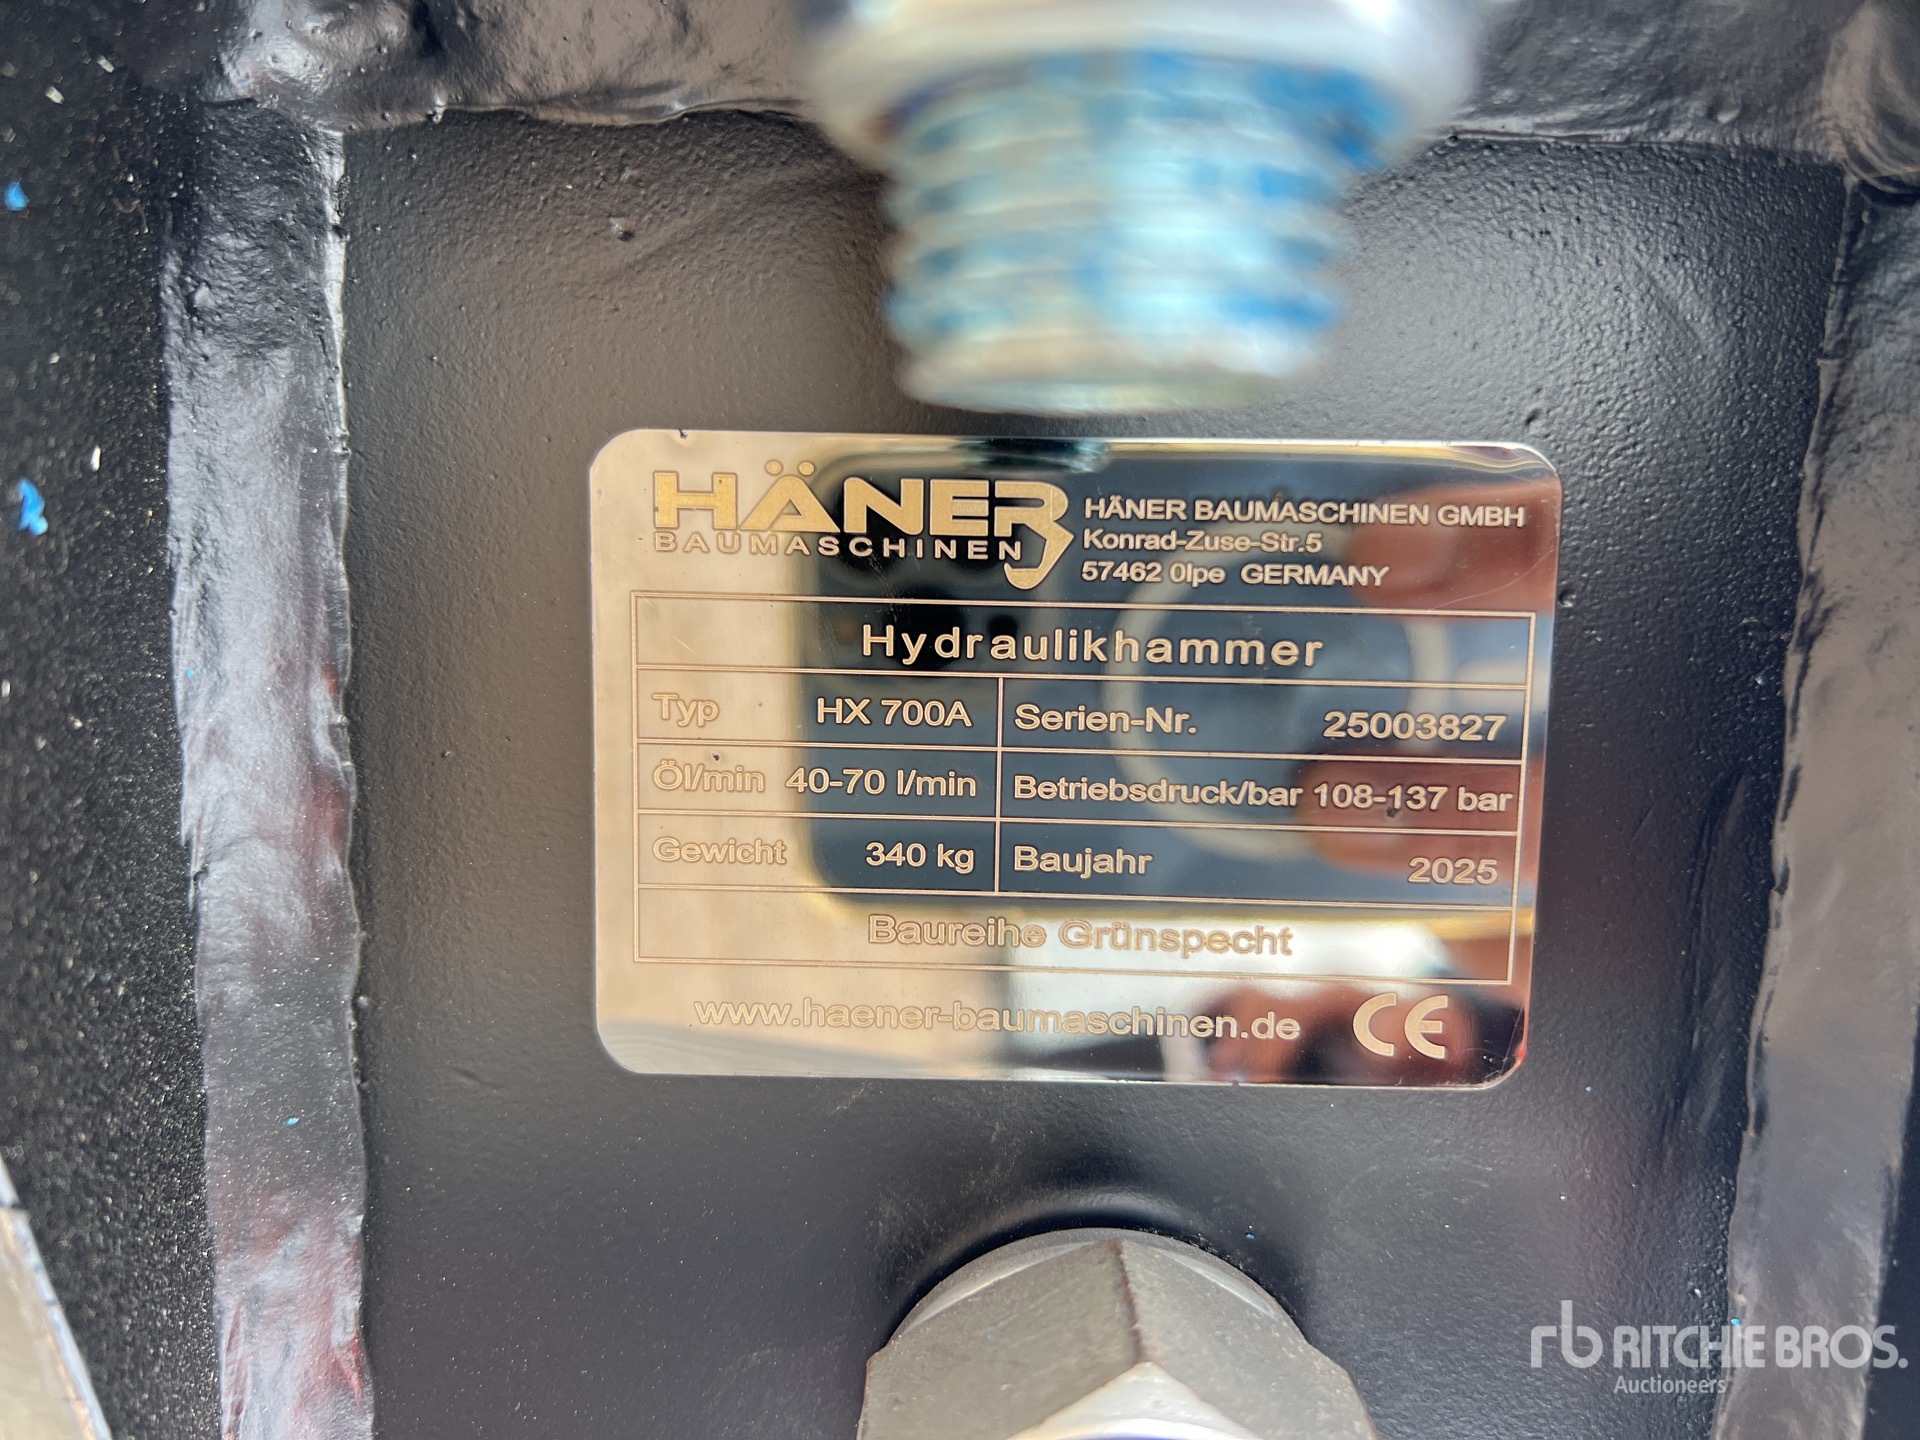 HÄNER
BAUMASCHINEN
HÄNER BAUMASCHINEN GMBH
Konrad-Zuse-Str.5
57462 Olpe GERMANY
Hydraulikhammer
Typ HX 700A Serien-Nr. 25003827
Öl/min 40-70 l/min Betriebsdruck/bar 108-137 bar
Gewicht 340 kg Baujahr 2025
Baureihe Grünspecht
www.haener-baumaschinen.de CE
rb RITCHIE BROS.
Auctioneers